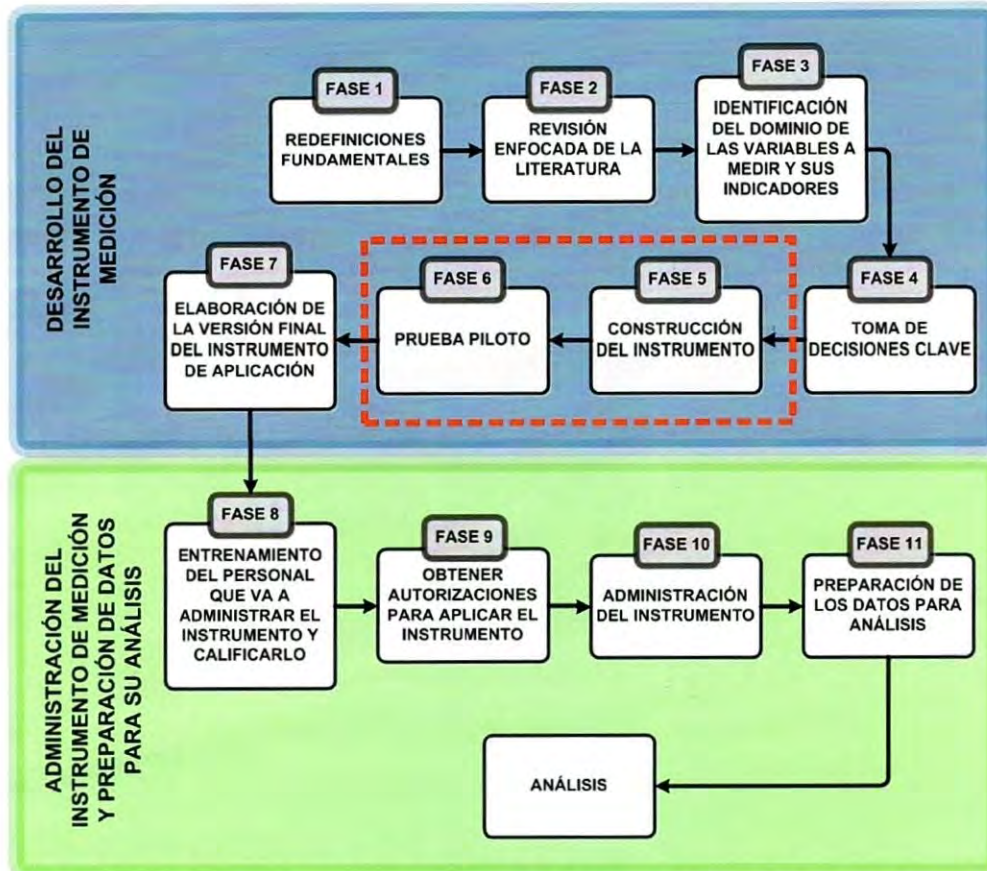 DESARROLLO DEL
INSTRUMENTO DE
MEDICIÓN
FASE 1
REDEFINICIONES
FUNDAMENTALES
FASE 2
REVISIÓN
ENFOCADA DE LA
LITERATURA
FASE 3
IDENTIFICACIÓN
DEL DOMINIO DE
LAS VARIABLES A
MEDIR Y SUS
INDICADORES
FASE 4
TOMA DE
DECISIONES CLAVE
FASE 5
CONSTRUCCIÓN
DEL INSTRUMENTO
FASE 6
PRUEBA PILOTO
FASE 7
ELABORACIÓN DE
LA VERSIÓN FINAL
DEL INSTRUMENTO
DE APLICACIÓN
ADMINISTRACIÓN DEL
INSTRUMENTO DE MEDICIÓN
Y PREPARACIÓN DE DATOS
PARA SU ANÁLISIS
FASE 8
ENTRENAMIENTO
DEL PERSONAL
QUE VA A
ADMINISTRAR EL
INSTRUMENTO Y
CALIFICARLO
FASE 9
OBTENER
AUTORIZACIONES
PARA APLICAR EL
INSTRUMENTO
FASE 10
ADMINISTRACIÓN
DEL INSTRUMENTO
FASE 11
PREPARACIÓN DE
LOS DATOS PARA
ANÁLISIS
ANÁLISIS